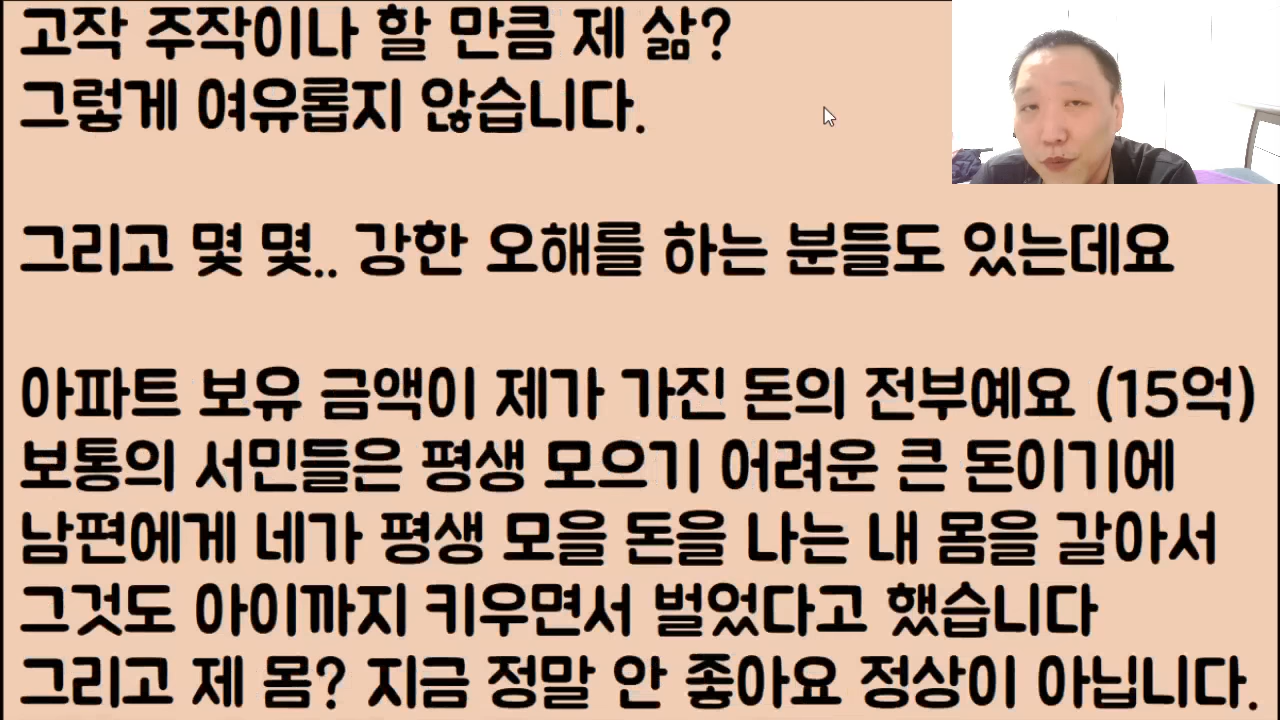 고작 주작이나 할 만큼 제 삶?
그렇게 여유롭지 않습니다.
그리고 몇 몇.. 강한 오해를 하는 분들도 있는데요
아파트 보유 금액이 제가 가진 돈의 전부예요 (15억)
보통의 서민들은 평생 모으기 어려운 큰 돈이기에
남편에게 네가 평생 모을 돈을 나는 내 몸을 갈아서
그것도 아이까지 키우면서 벌었다고 했습니다
그리고 제 몸? 지금 정말 안 좋아요 정상이 아닙니다.